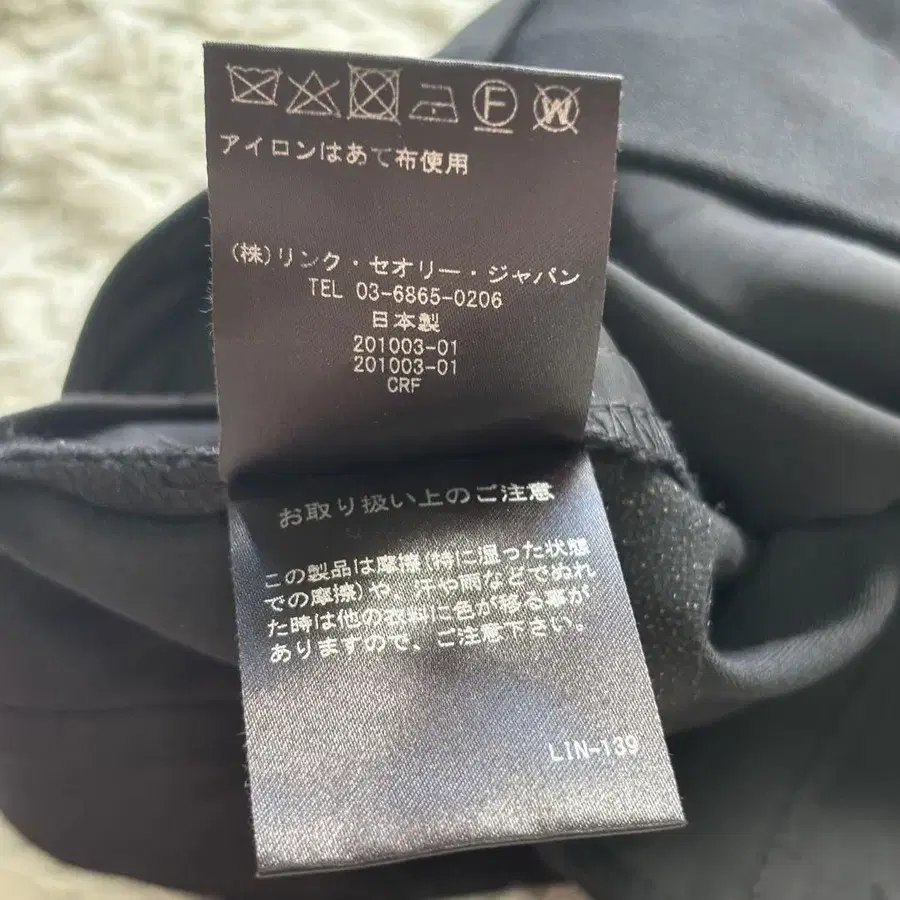 F W
アイロンはあて布使用
(株)リンク・セオリー・ジャパン
TEL 03-6865-0206
日本製
201003-01
201003-01
CRF
お取り扱い上のご注意
この製品は摩擦(特に湿った状態
での摩擦)や、汗や雨などでぬれ
た時は他の衣料に色が移る事が
ありますので、ご注意下さい。
LIN-139